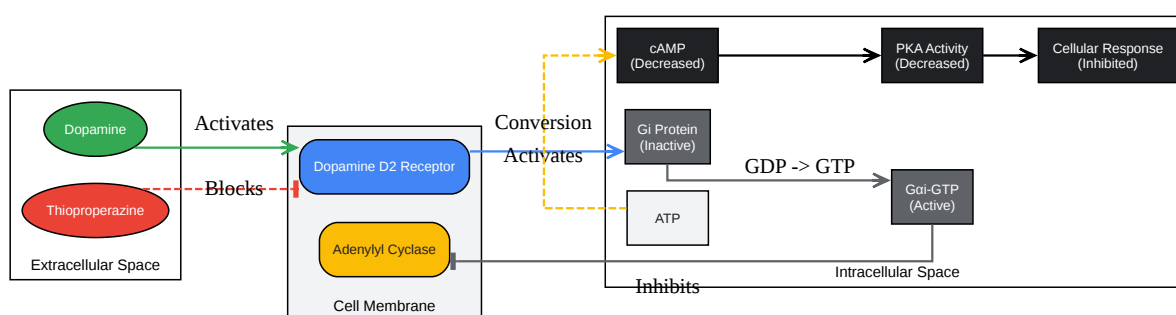 Dopamine
Thioproperazine
Extracellular Space
Activates
Blocks
Dopamine D2 Receptor
Adenylyl Cyclase
Cell Membrane
Conversion
Activates
cAMP
(Decreased)
PKA Activity
(Decreased)
Cellular Response
(Inhibited)
Gi Protein
(Inactive)
GDP -> GTP
Gαi-GTP
(Active)
ATP
Intracellular Space
Inhibits